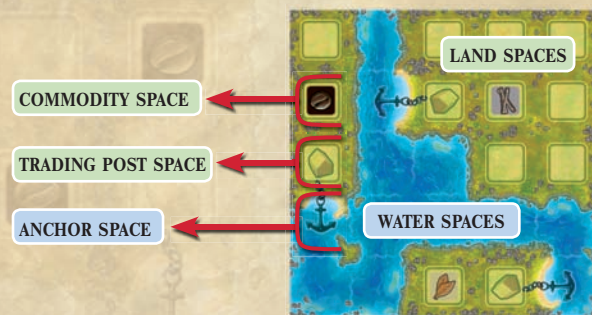 LAND SPACES
COMMODITY SPACE
TRADING POST SPACE
ANCHOR SPACE
WATER SPACES